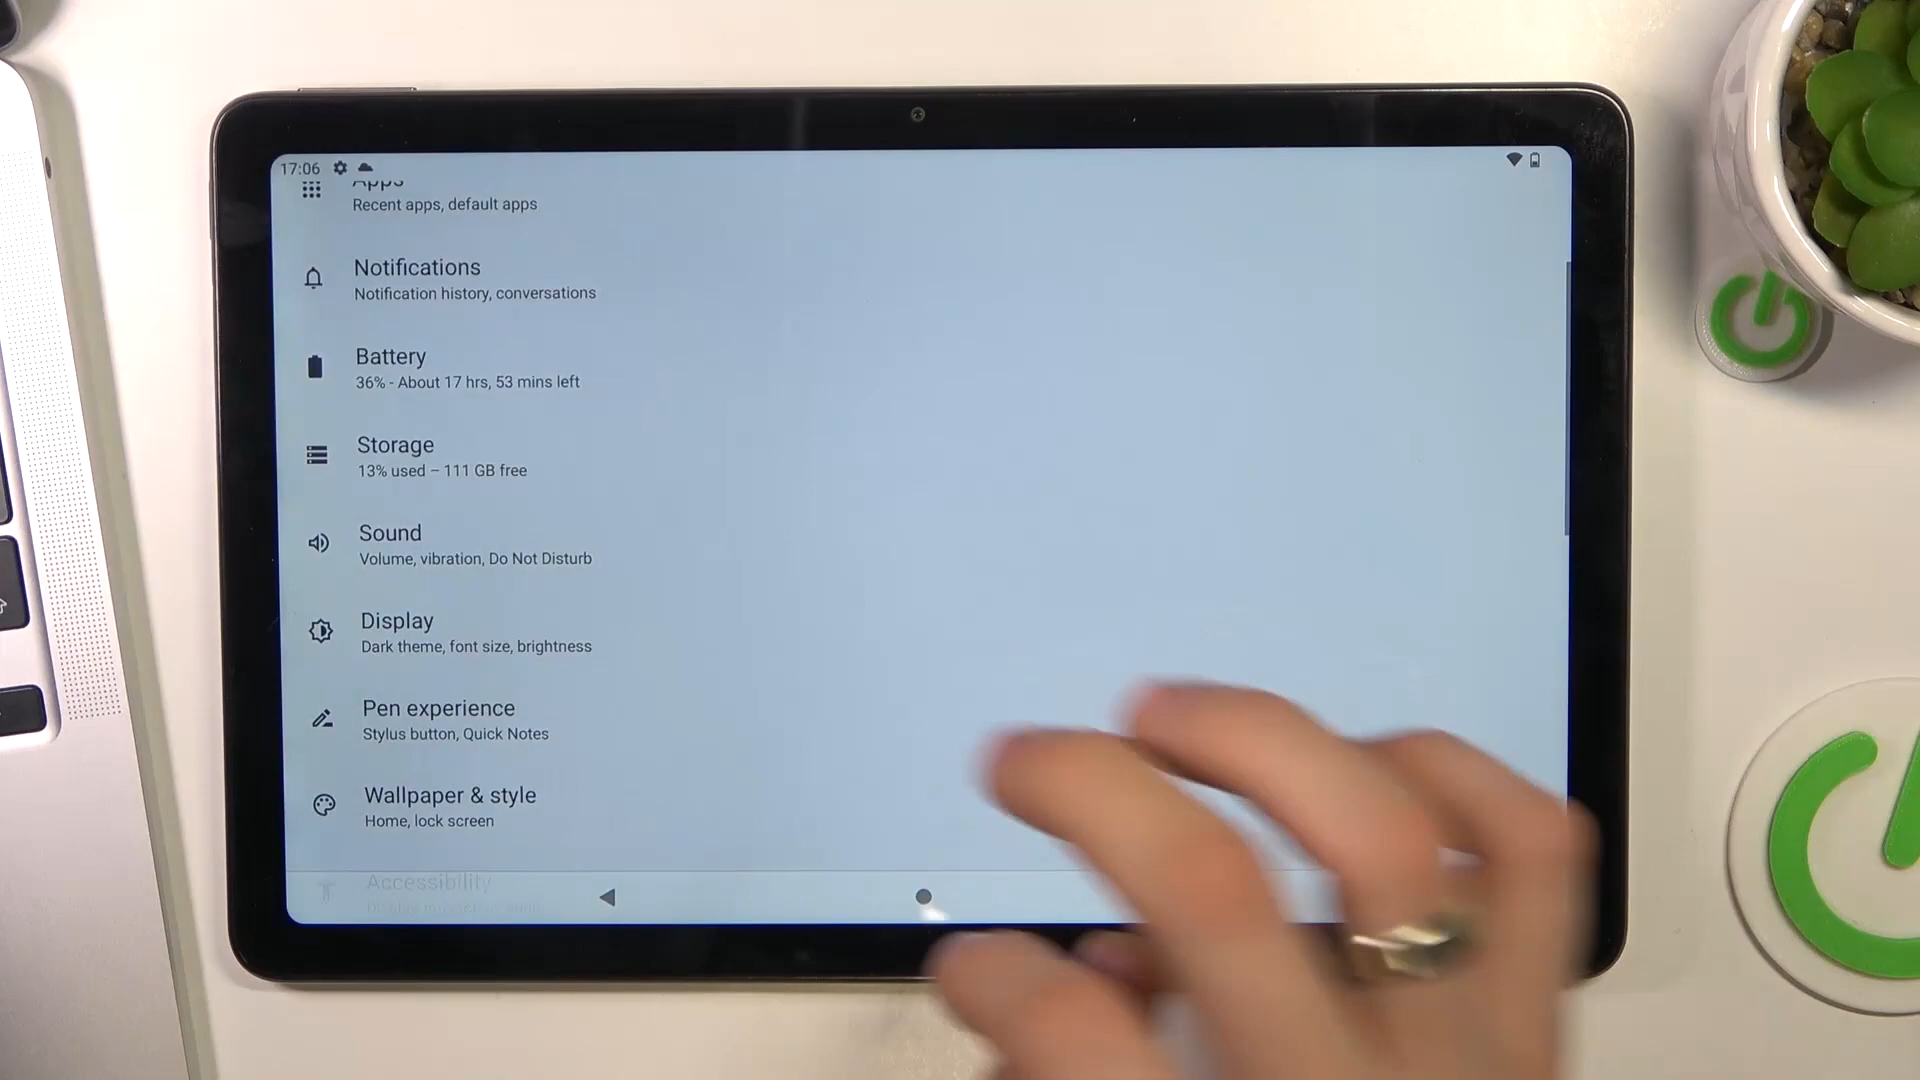 17:06
Apps
Recent apps, default apps
Notifications
Notification history, conversations
Battery
36% - About 17 hrs, 53 mins left
Storage
13% used – 111 GB free
Sound
Volume, vibration, Do Not Disturb
Display
Dark theme, font size, brightness
Pen experience
Stylus button, Quick Notes
Wallpaper & style
Home, lock screen
Accessibility